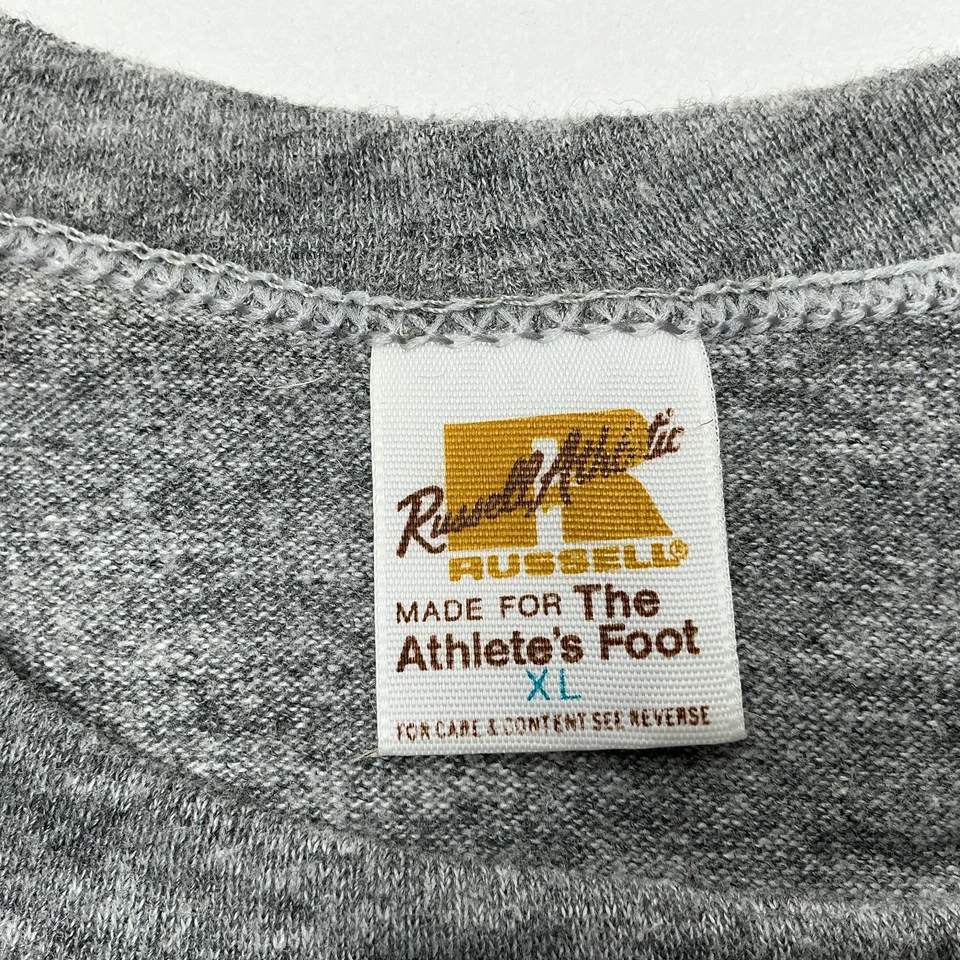 Russell Athletic
RUSSELL®
MADE FOR The
Athlete's Foot
XL
FOR CARE & CONTENT SEE REVERSE